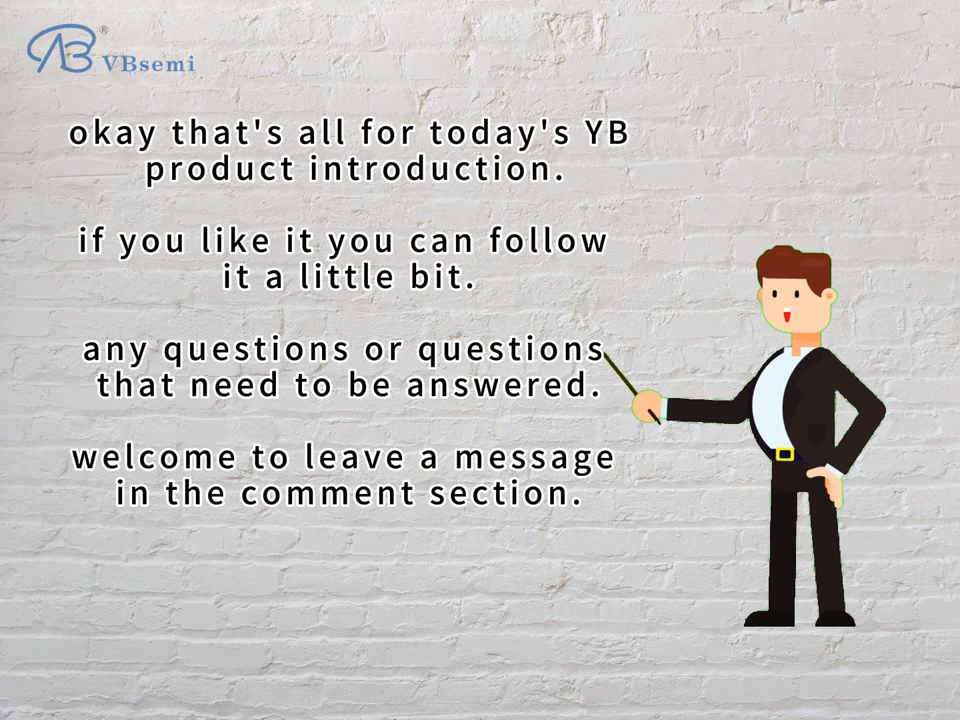 VBsemi
®
okay that's all for today's YB
product introduction.
if you like it you can follow
it a little bit.
any questions or questions
that need to be answered.
welcome to leave a message
in the comment section.